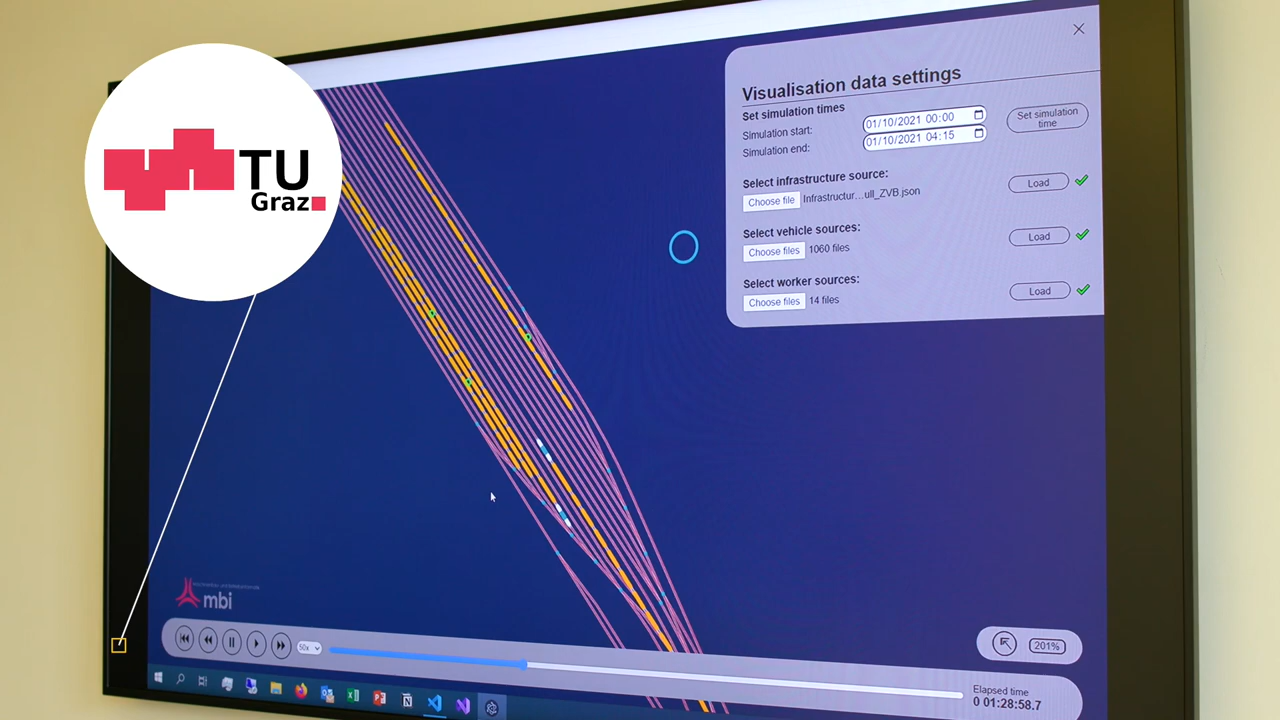 TU
Graz
Visualisation data settings
Set simulation times
Simulation start:
01/10/2021 00:00
Set simulation
time
Simulation end:
01/10/2021 04:15
Select infrastructure source:
Choose file
Infrastructur...ull_ZVB.json
Load
Select vehicle sources:
Choose files
1060 files
Load
Select worker sources:
Choose files
14 files
Load
mbi
50x
201%
Elapsed time
0 01:28:58.7